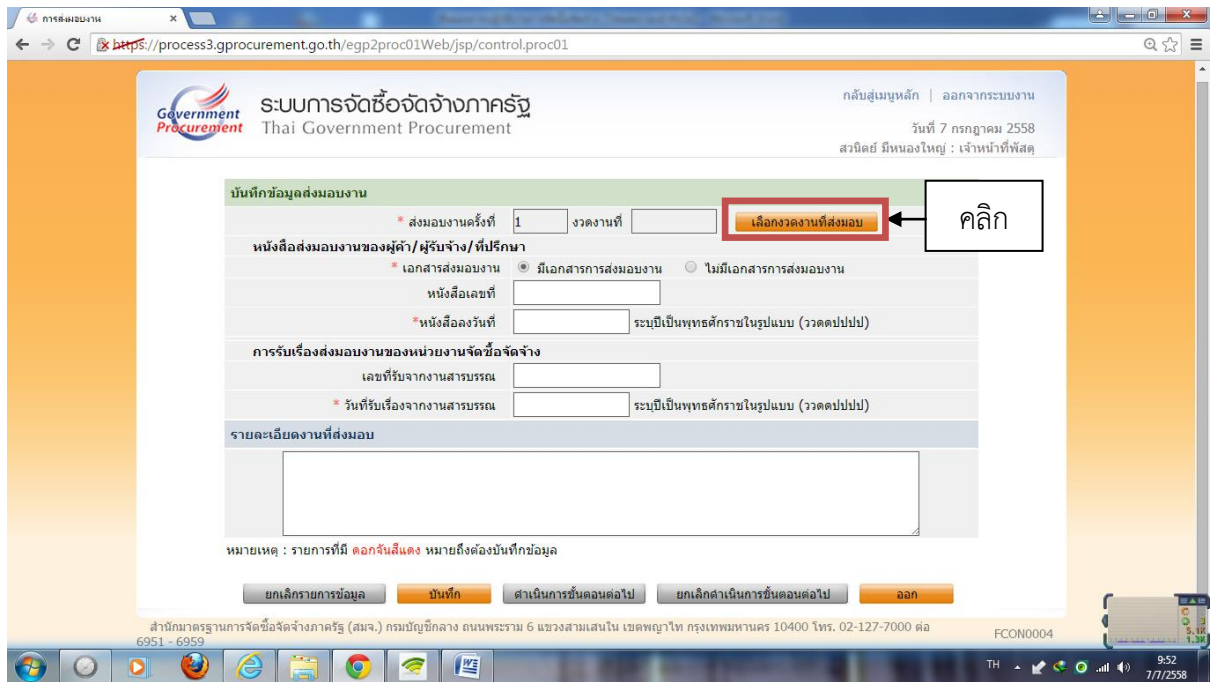 การส่งมอบงาน
https://process3.gprocurement.go.th/egp2proc01Web/jsp/control.proc01
Government
Procurement
ระบบการจัดซื้อจัดจ้างภาครัฐ
Thai Government Procurement
กลับสู่เมนูหลัก | ออกจากระบบงาน
วันที่ 7 กรกฎาคม 2558
สวนิตย์ มีหนองใหญ่ : เจ้าหน้าที่พัสดุ
บันทึกข้อมูลส่งมอบงาน
* ส่งมอบงานครั้งที่ 1 งวดงานที่ เลือกงวดงานที่ส่งมอบ
คลิก
หนังสือส่งมอบงานของผู้ค้า/ผู้รับจ้าง/ที่ปรึกษา
* เอกสารส่งมอบงาน มีเอกสารการส่งมอบงาน ไม่มีเอกสารการส่งมอบงาน
หนังสือเลขที่
*หนังสือลงวันที่ ระบุปีเป็นพุทธศักราชในรูปแบบ (ววดดปปปป)
การรับเรื่องส่งมอบงานของหน่วยงานจัดซื้อจัดจ้าง
เลขที่รับจากงานสารบรรณ
* วันที่รับเรื่องจากงานสารบรรณ ระบุปีเป็นพุทธศักราชในรูปแบบ (ววดดปปปป)
รายละเอียดงานที่ส่งมอบ
หมายเหตุ : รายการที่มี ดอกจันสีแดง หมายถึงต้องบันทึกข้อมูล
ยกเลิกรายการข้อมูล บันทึก ดำเนินการขั้นตอนต่อไป ยกเลิกดำเนินการขั้นตอนต่อไป ออก
สำนักมาตรฐานการจัดซื้อจัดจ้างภาครัฐ (สมจ.) กรมบัญชีกลาง ถนนพระราม 6 แขวงสามเสนใน เขตพญาไท กรุงเทพมหานคร 10400 โทร. 02-127-7000 ต่อ
6951 - 6959
FCON0004
5.1K
1.3K
TH
9:52
7/7/2558